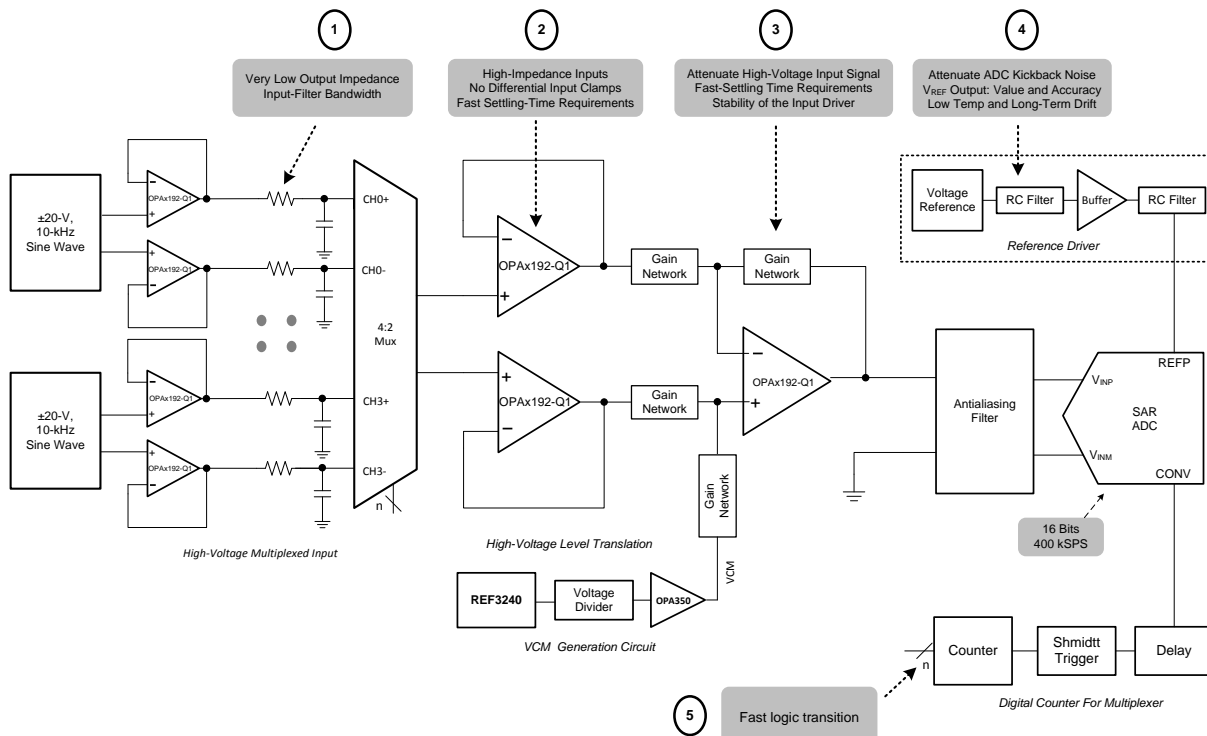 1
2
3
4
Very Low Output Impedance
Input-Filter Bandwidth
High-Impedance Inputs
No Differential Input Clamps
Fast Settling-Time Requirements
Attenuate High-Voltage Input Signal
Fast-Settling Time Requirements
Stability of the Input Driver
Attenuate ADC Kickback Noise
VREF Output: Value and Accuracy
Low Temp and Long-Term Drift
±20-V,
10-kHz
Sine Wave
OPAx192-Q1
OPAx192-Q1
CH0+
CH0-
4:2
Mux
±20-V,
10-kHz
Sine Wave
OPAx192-Q1
OPAx192-Q1
CH3+
CH3-
n
High-Voltage Multiplexed Input
OPAx192-Q1
OPAx192-Q1
Gain
Network
Gain
Network
Gain
Network
OPAx192-Q1
Gain
Network
High-Voltage Level Translation
VCM
REF3240
Voltage
Divider
OPA350
VCM Generation Circuit
Voltage
Reference
RC Filter
Buffer
RC Filter
Reference Driver
Antialiasing
Filter
REFP
VINP
SAR
ADC
VINM
CONV
16 Bits
400 kSPS
n
Counter
Shmidtt
Trigger
Delay
Digital Counter For Multiplexer
5
Fast logic transition